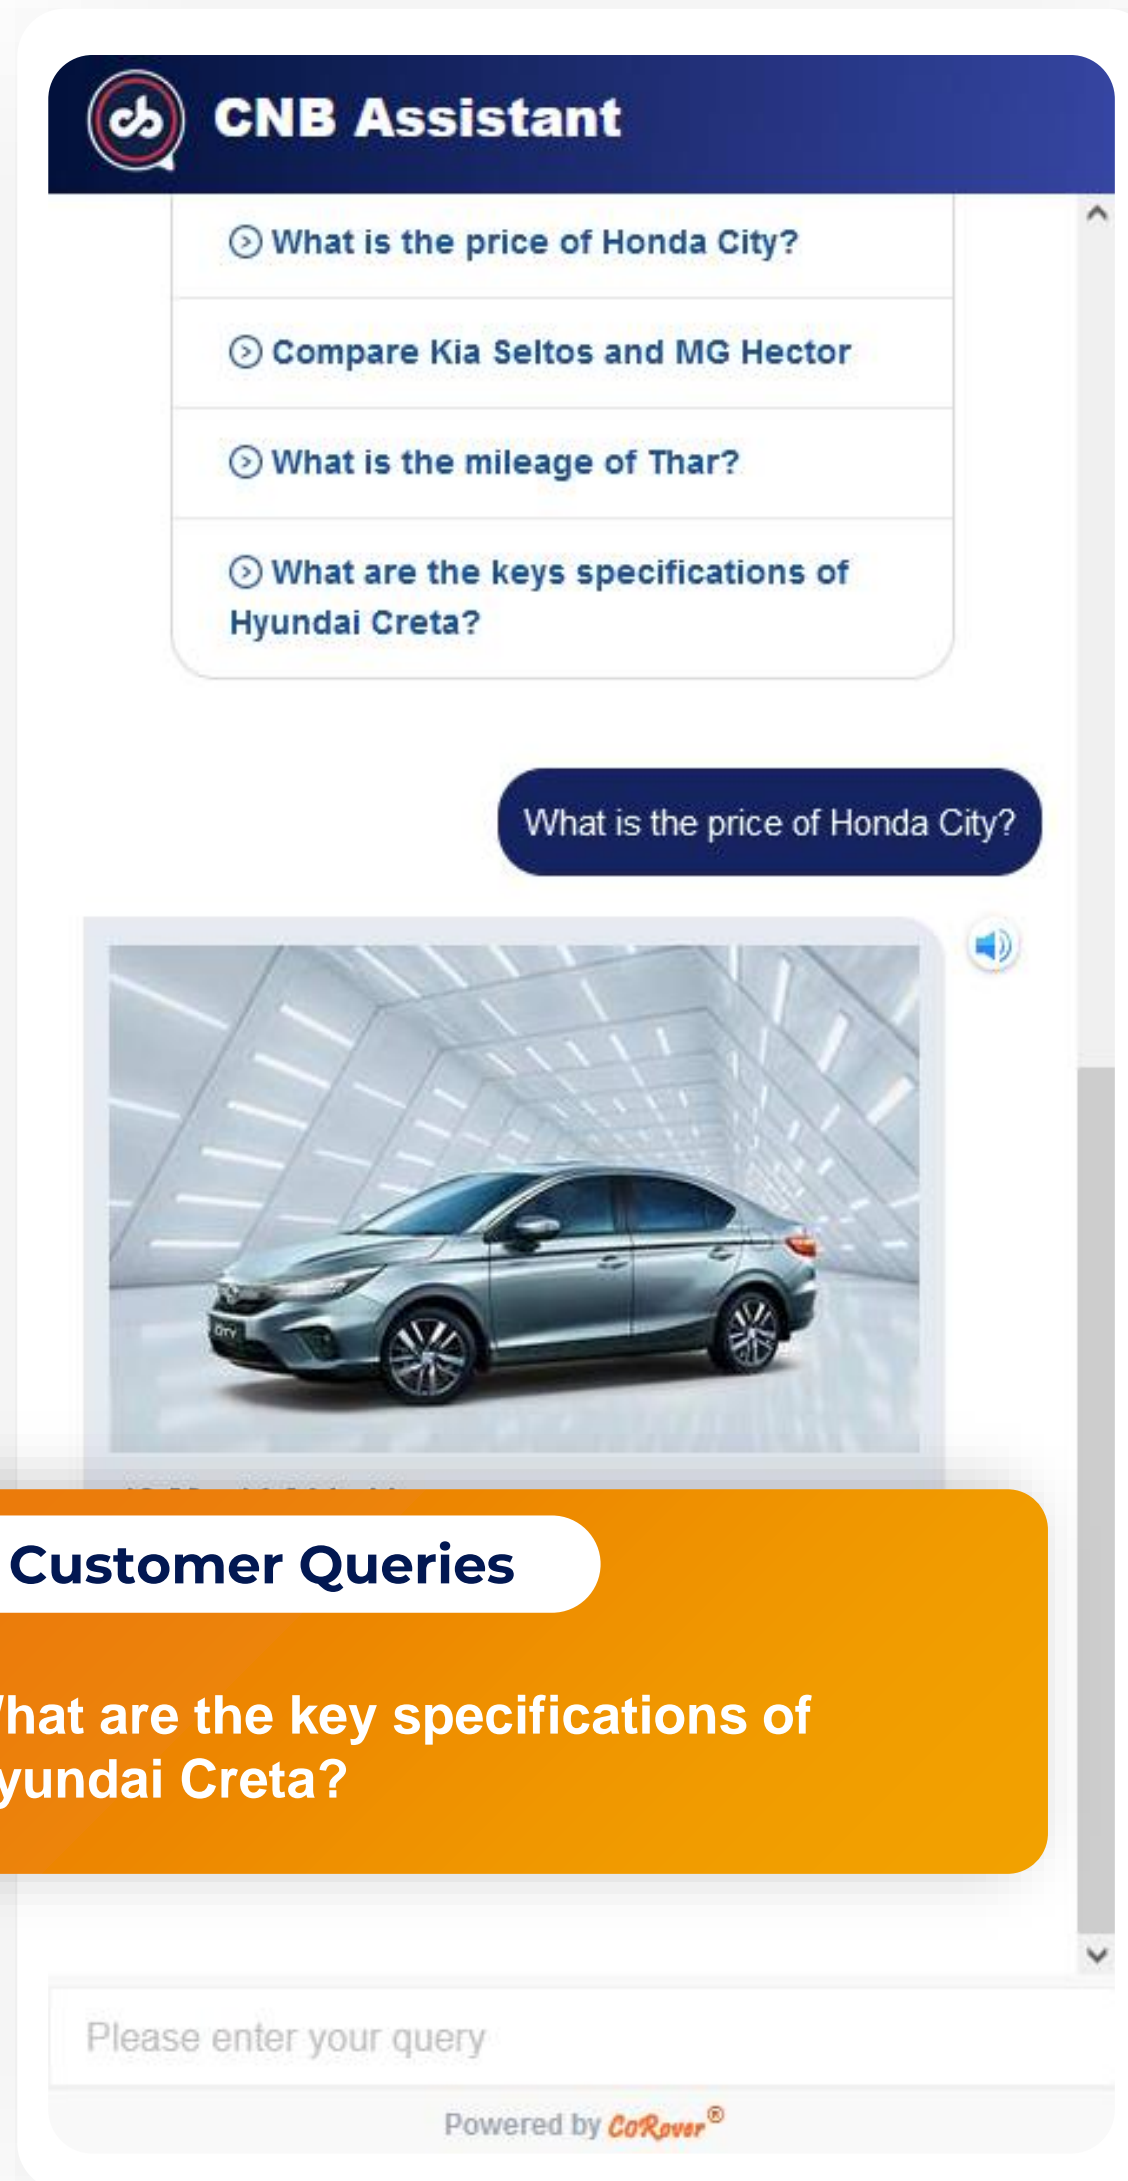 CNB Assistant
What is the price of Honda City?
Compare Kia Seltos and MG Hector
What is the mileage of Thar?
What are the keys specifications of
Hyundai Creta?
What is the price of Honda City?
CITY
Customer Queries
hat are the key specifications of
yundai Creta?
Please enter your query
Powered by CoRover®